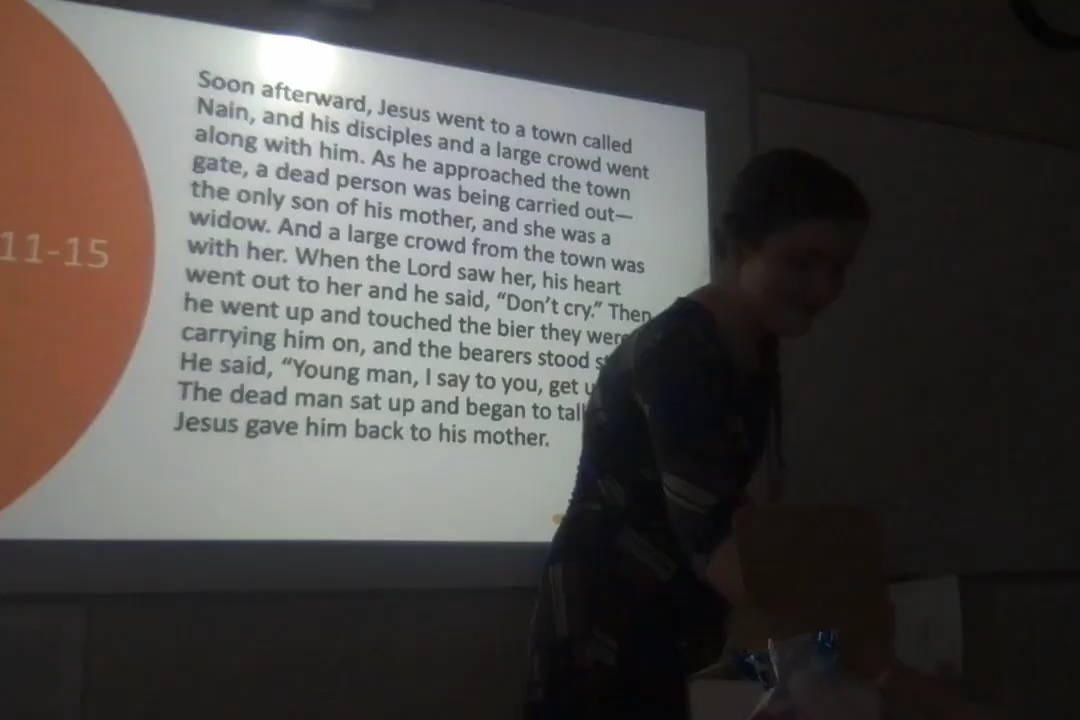 11-15
Soon afterward, Jesus went to a town called
Nain, and his disciples and a large crowd went
along with him. As he approached the town
gate, a dead person was being carried out—
the only son of his mother, and she was a
widow. And a large crowd from the town was
with her. When the Lord saw her, his heart
went out to her and he said, “Don’t cry.” Then
he went up and touched the bier they were
carrying him on, and the bearers stood
He said, “Young man, I say to you, get
The dead man sat up and began to
Jesus gave him back to his mother.